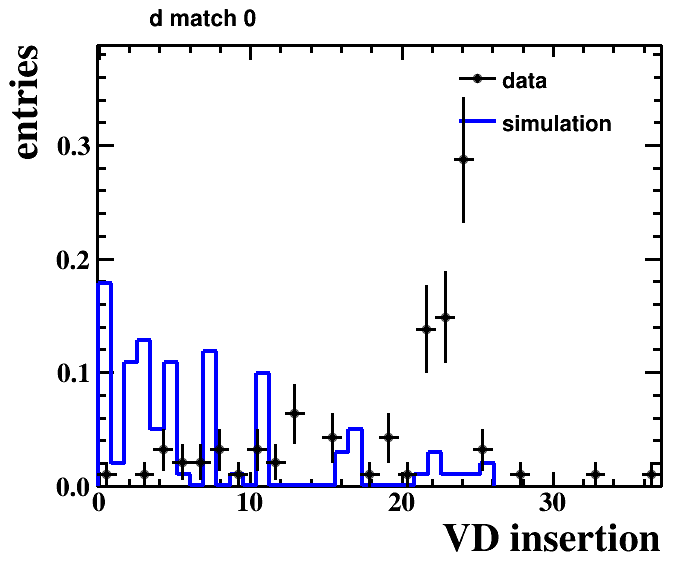 d match 0
entries
data
simulation
0.3
0.2
0.1
0.0
0 10 20 30
VD insertion